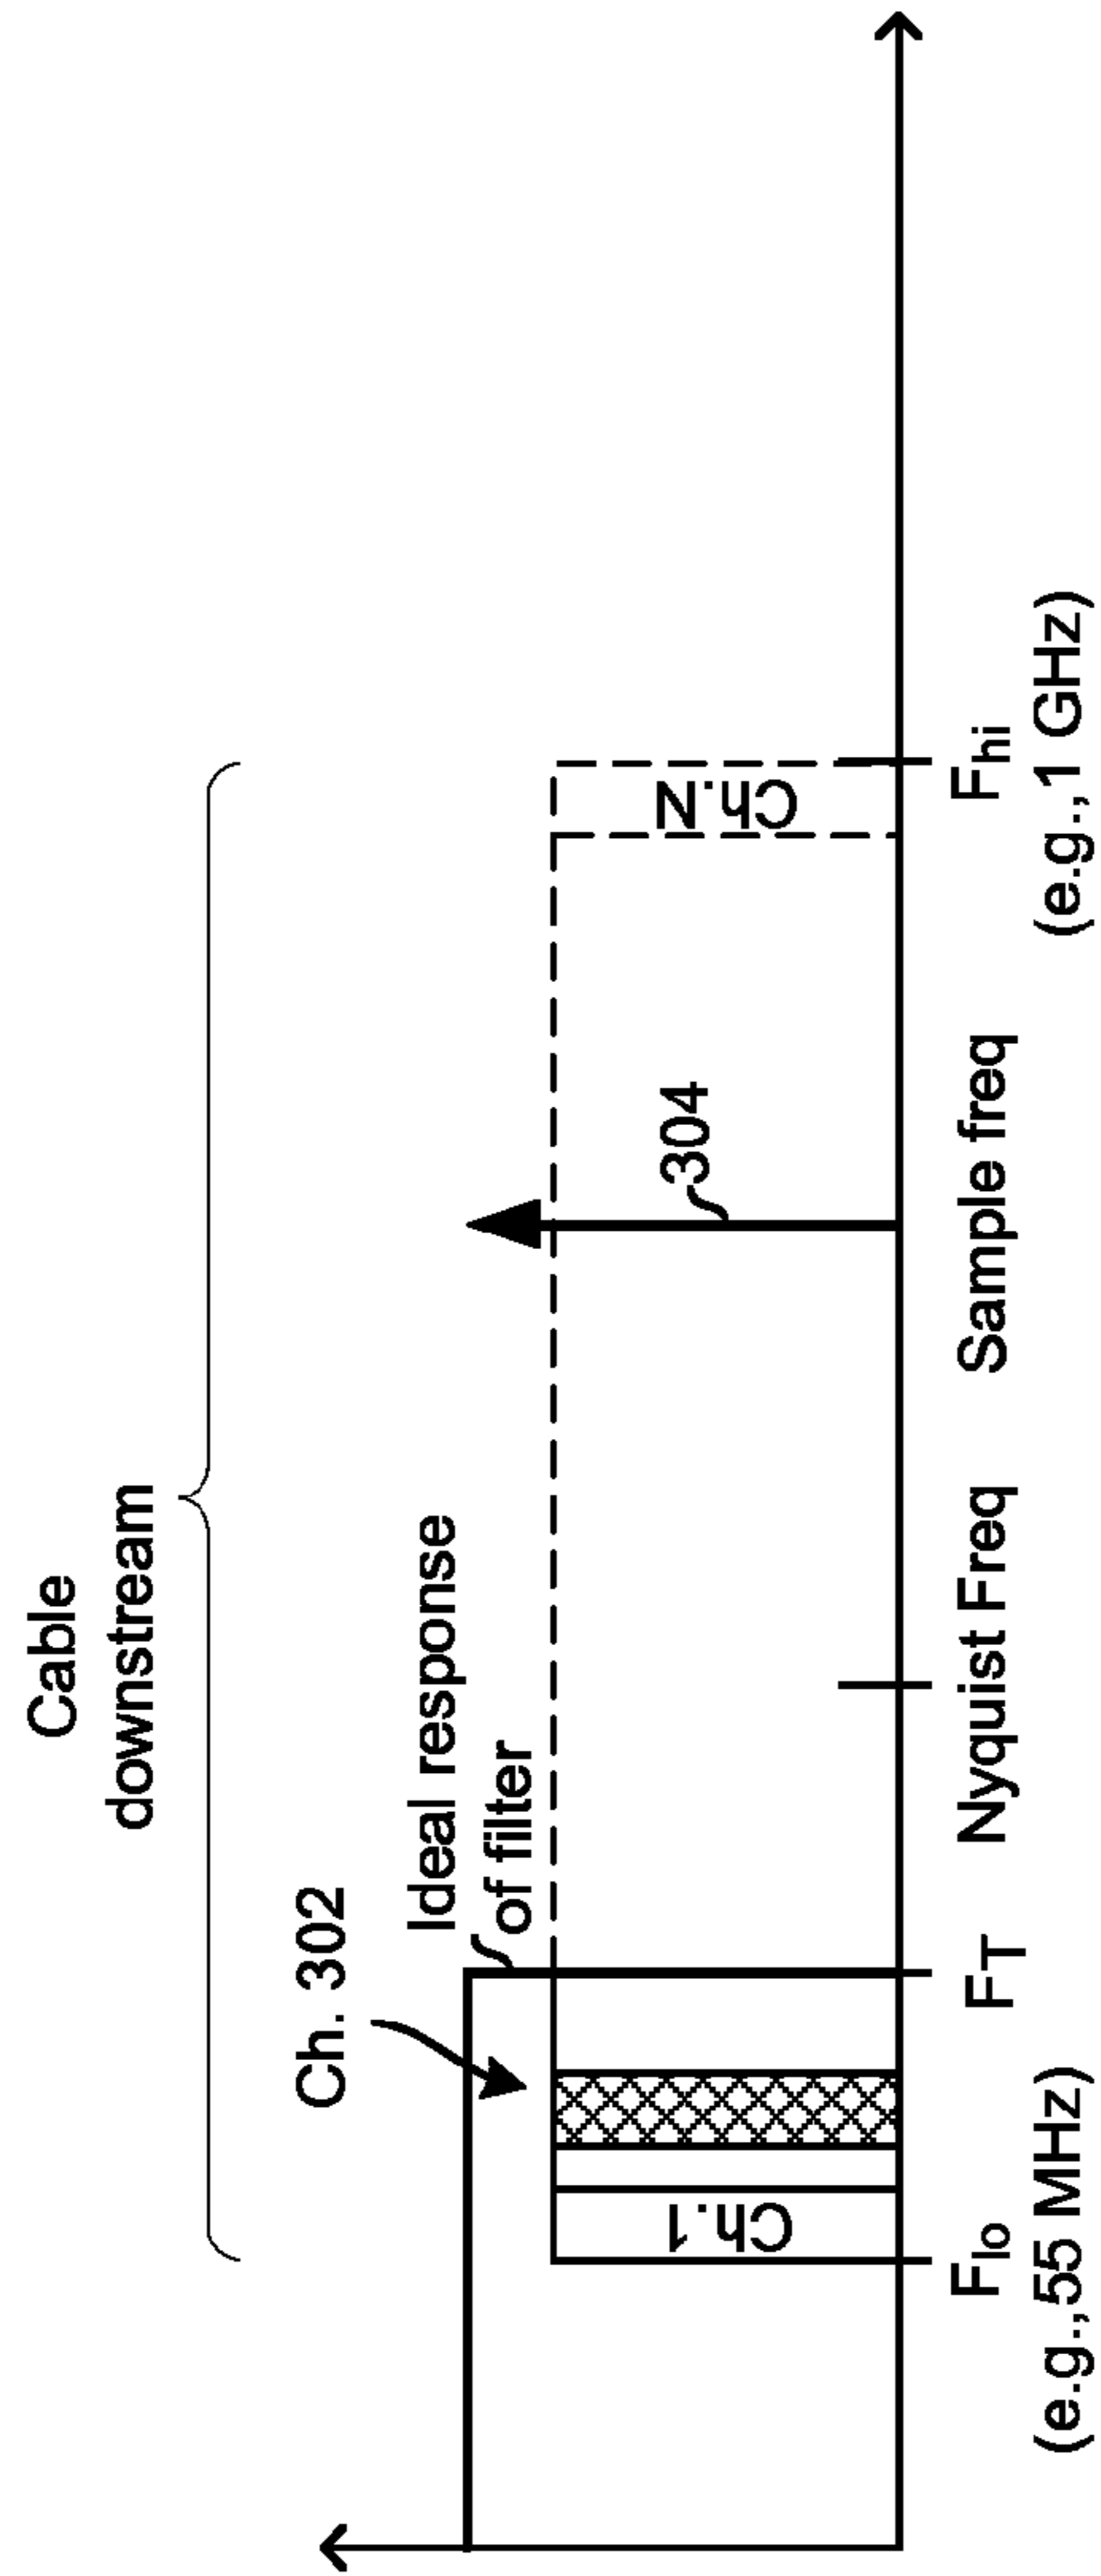 Cable
downstream
Ch. 302
Ideal response
of filter
304
Ch.1
Ch.N
Flo
(e.g.,55 MHz)
FT
Nyquist Freq
Sample freq
Fhi
(e.g.,1 GHz)